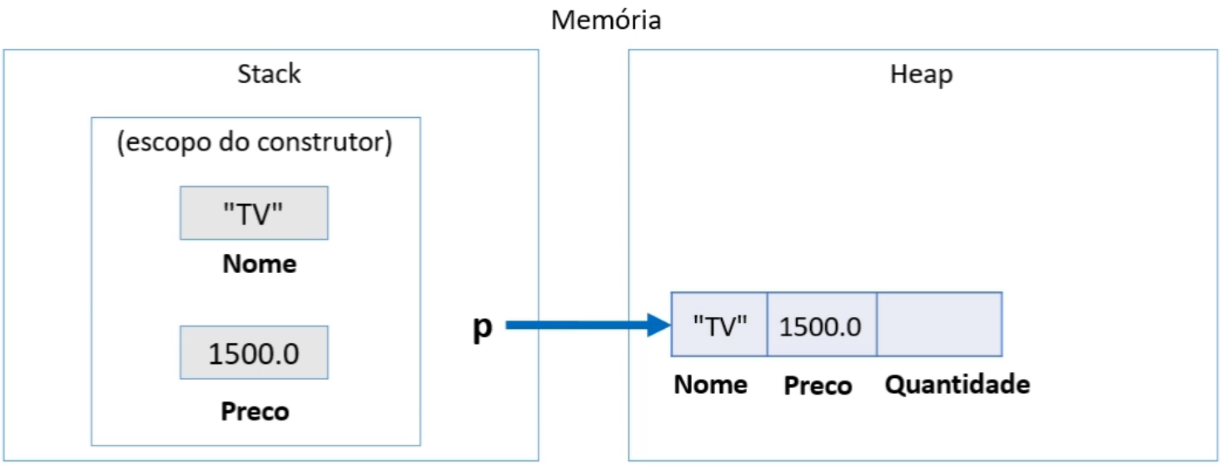 Memória
Stack
(escopo do construtor)
"TV"
Nome
1500.0
Preco
p
Heap
"TV" 1500.0
Nome Preco Quantidade